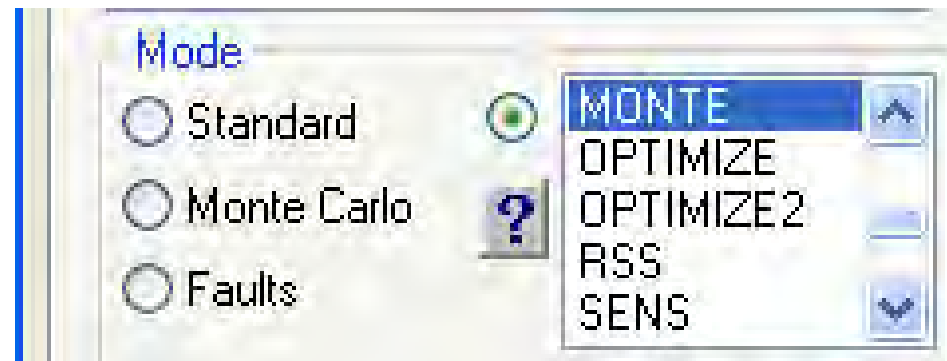 Mode
Standard
Monte Carlo
Faults
?
MONTE
OPTIMIZE
OPTIMIZE2
RSS
SENS